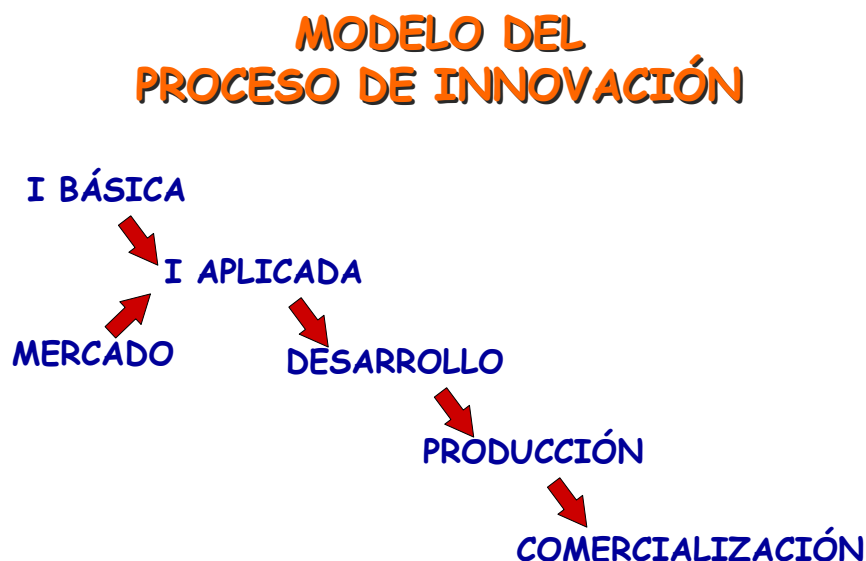 MODELO DEL
PROCESO DE INNOVACIÓN
I BÁSICA
I APLICADA
MERCADO
DESARROLLO
PRODUCCIÓN
COMERCIALIZACIÓN